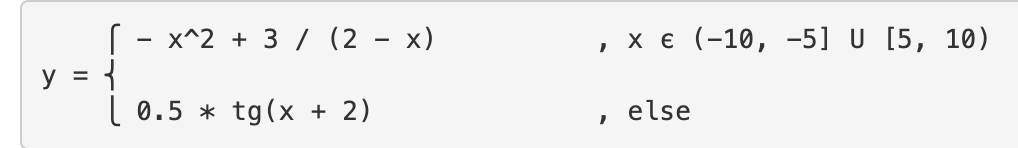 ⎧ - x^2 + 3 / (2 - x)          , x є (-10, -5] U [5, 10)
y = ⎨
⎩ 0.5 * tg(x + 2)              , else